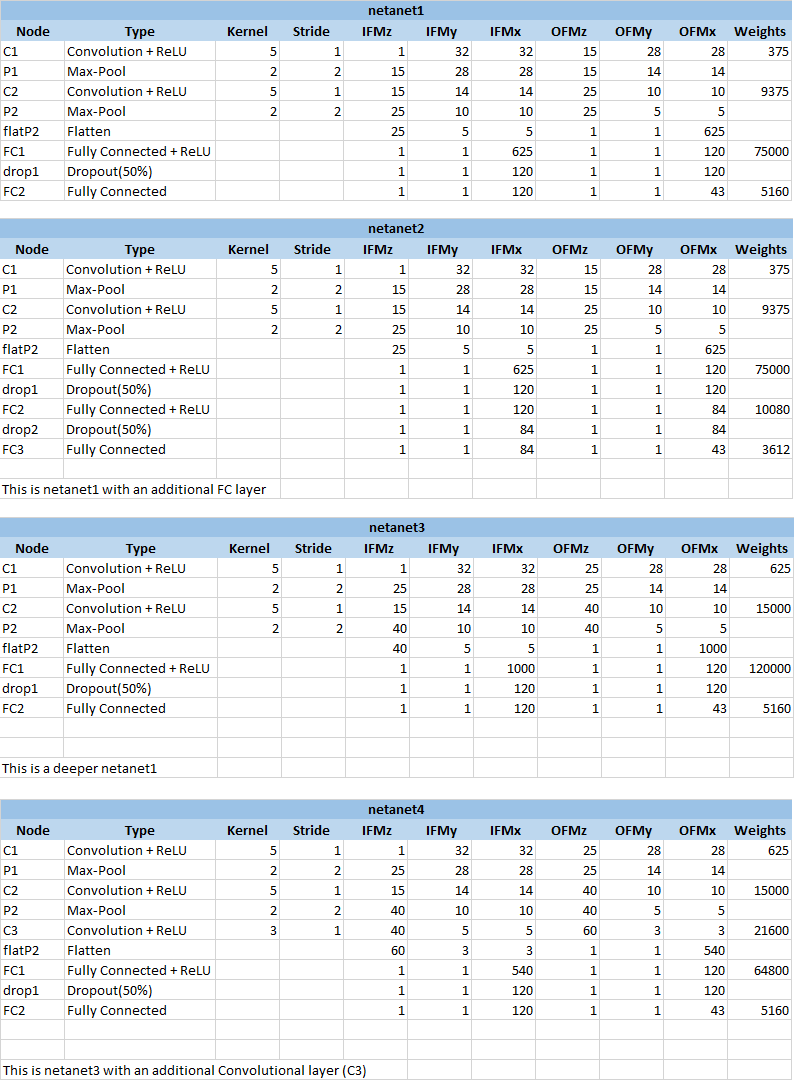 netanet1
Node Type Kernel Stride IFMz IFMy IFMx OFMz OFMy OFMx Weights
C1 Convolution + ReLU 5 1 1 32 32 15 28 28 375
P1 Max-Pool 2 2 15 28 28 15 14 14
C2 Convolution + ReLU 5 1 15 14 14 25 10 10 9375
P2 Max-Pool 2 2 25 10 10 25 5 5
flatP2 Flatten 25 5 5 1 1 625
FC1 Fully Connected + ReLU 1 1 625 1 1 120 75000
drop1 Dropout(50%) 1 1 120 1 1 120
FC2 Fully Connected 1 1 120 1 1 43 5160
netanet2
Node Type Kernel Stride IFMz IFMy IFMx OFMz OFMy OFMx Weights
C1 Convolution + ReLU 5 1 1 32 32 15 28 28 375
P1 Max-Pool 2 2 15 28 28 15 14 14
C2 Convolution + ReLU 5 1 15 14 14 25 10 10 9375
P2 Max-Pool 2 2 25 10 10 25 5 5
flatP2 Flatten 25 5 5 1 1 625
FC1 Fully Connected + ReLU 1 1 625 1 1 120 75000
drop1 Dropout(50%) 1 1 120 1 1 120
FC2 Fully Connected + ReLU 1 1 120 1 1 84 10080
drop2 Dropout(50%) 1 1 84 1 1 84
FC3 Fully Connected 1 1 84 1 1 43 3612
This is netanet1 with an additional FC layer
netanet3
Node Type Kernel Stride IFMz IFMy IFMx OFMz OFMy OFMx Weights
C1 Convolution + ReLU 5 1 1 32 32 25 28 28 625
P1 Max-Pool 2 2 25 28 28 25 14 14
C2 Convolution + ReLU 5 1 15 14 14 40 10 10 15000
P2 Max-Pool 2 2 40 10 10 40 5 5
flatP2 Flatten 40 5 5 1 1 1000
FC1 Fully Connected + ReLU 1 1 1000 1 1 120 120000
drop1 Dropout(50%) 1 1 120 1 1 120
FC2 Fully Connected 1 1 120 1 1 43 5160
This is a deeper netanet1
netanet4
Node Type Kernel Stride IFMz IFMy IFMx OFMz OFMy OFMx Weights
C1 Convolution + ReLU 5 1 1 32 32 25 28 28 625
P1 Max-Pool 2 2 25 28 28 25 14 14
C2 Convolution + ReLU 5 1 15 14 14 40 10 10 15000
P2 Max-Pool 2 2 40 10 10 40 5 5
C3 Convolution + ReLU 3 1 40 5 5 60 3 3 21600
flatP2 Flatten 60 3 3 1 1 540
FC1 Fully Connected + ReLU 1 1 540 1 1 120 64800
drop1 Dropout(50%) 1 1 120 1 1 120
FC2 Fully Connected 1 1 120 1 1 43 5160
This is netanet3 with an additional Convolutional layer (C3)